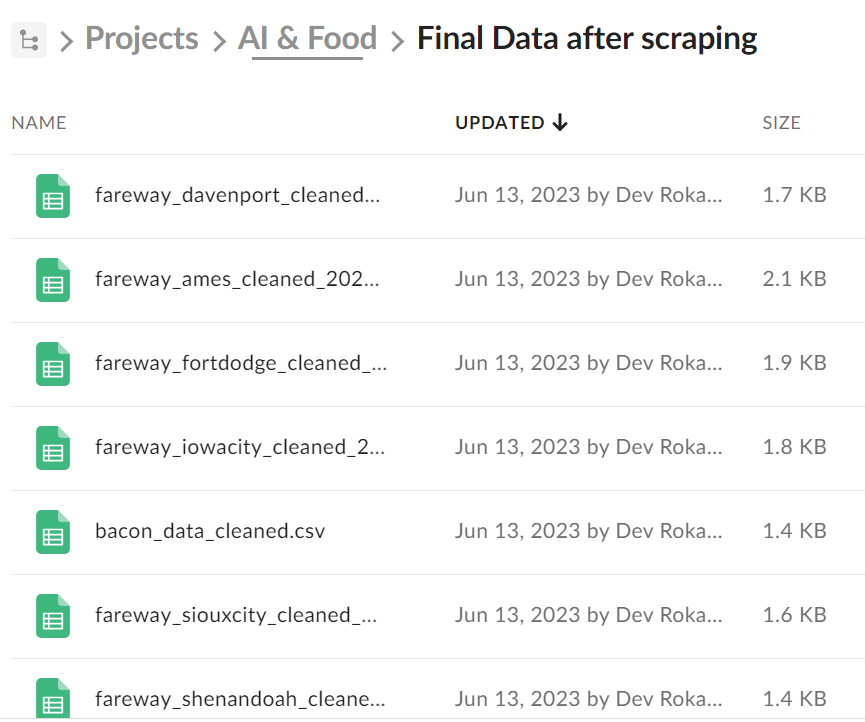 Projects > AI & Food > Final Data after scraping
NAME UPDATED SIZE
fareway_davenport_cleaned... Jun 13, 2023 by Dev Roka... 1.7 KB
fareway_ames_cleaned_202... Jun 13, 2023 by Dev Roka... 2.1 KB
fareway_fortdodge_cleaned_... Jun 13, 2023 by Dev Roka... 1.9 KB
fareway_iowacity_cleaned_2... Jun 13, 2023 by Dev Roka... 1.8 KB
bacon_data_cleaned.csv Jun 13, 2023 by Dev Roka... 1.4 KB
fareway_siouxcity_cleaned_... Jun 13, 2023 by Dev Roka... 1.6 KB
fareway_shenandoah_cleane... Jun 13, 2023 by Dev Roka... 1.4 KB